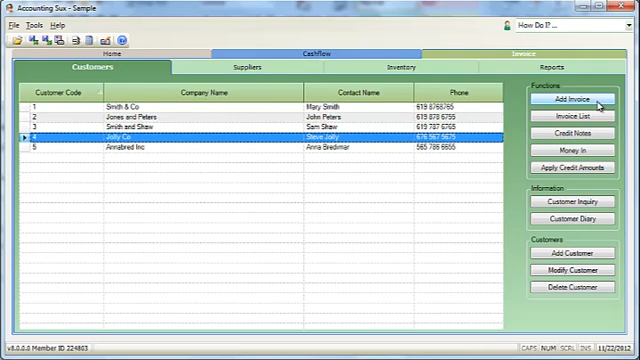 Accounting Sux - Sample
File Tools Help
How Do I? ...
Home Cashflow Invoice
Customers Suppliers Inventory Reports
Customer Code Company Name Contact Name Phone
1 Smith & Co Mary Smith 619 8768765
2 Jones and Peters John Peters 619 878 6755
3 Smith and Shaw Sam Shaw 619 787 6765
4 Jolly Co Steve Jolly 676 567 5675
5 Annabred Inc Anna Bredimar 565 786 6655
Functions
Add Invoice
Invoice List
Credit Notes
Money In
Apply Credit Amounts
Information
Customer Inquiry
Customer Diary
Customers
Add Customer
Modify Customer
Delete Customer
v8.0.0.0 Member ID 224803 CAPS NUM SCRL INS 11/22/2012